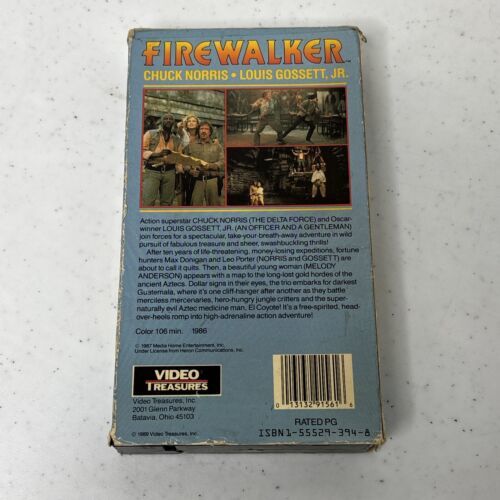 FIREWALKER™
CHUCK NORRIS • LOUIS GOSSETT, JR.
Action superstar CHUCK NORRIS (THE DELTA FORCE) and Oscar-
winner LOUIS GOSSETT, JR. (AN OFFICER AND A GENTLEMAN)
join forces for a spectacular, take-your-breath-away adventure in wild
pursuit of fabulous treasure and sheer, swashbuckling thrills!
After ten years of life-threatening, money-losing expeditions, fortune
hunters Max Donigan and Leo Porter (NORRIS and GOSSETT) are
about to call it quits. Then, a beautiful young woman (MELODY
ANDERSON) appears with a map to the long-lost gold hordes of the
ancient Aztecs. Dollar signs in their eyes, the trio embarks for darkest
Guatemala, where it's one cliff-hanger after another as they battle
merciless mercenaries, hero-hungry jungle critters and the super-
naturally evil Aztec medicine man, El Coyote! It's a free-spirited, head-
over-heels romp into high-adrenaline action adventure!
Color 106 min. 1986
© 1987 Media Home Entertainment, Inc.
Under License from Heron Communications, Inc.
VIDEO
TREASURES
Video Treasures, Inc.
2001 Glenn Parkway
Batavia, Ohio 45103
© 1989 Video Treasures, Inc.
0 13132 91561 6
RATED PG
ISBN1-55529-394-8